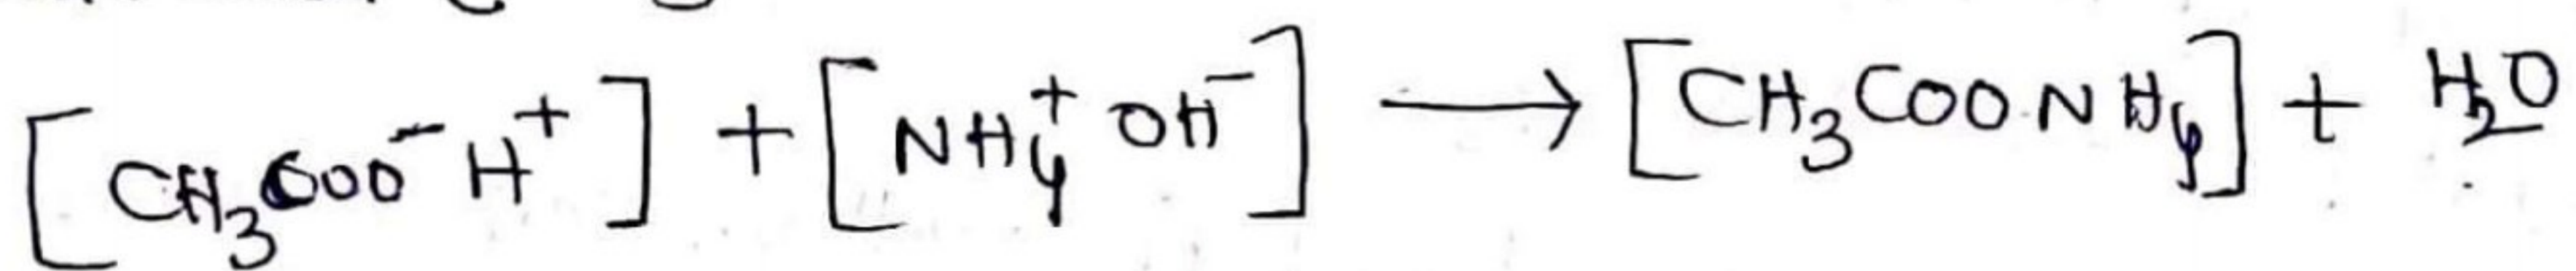 [CH₃COO⁻ H⁺] + [NH₄⁺ OH⁻] ⟶ [CH₃COONH₄] + H₂O